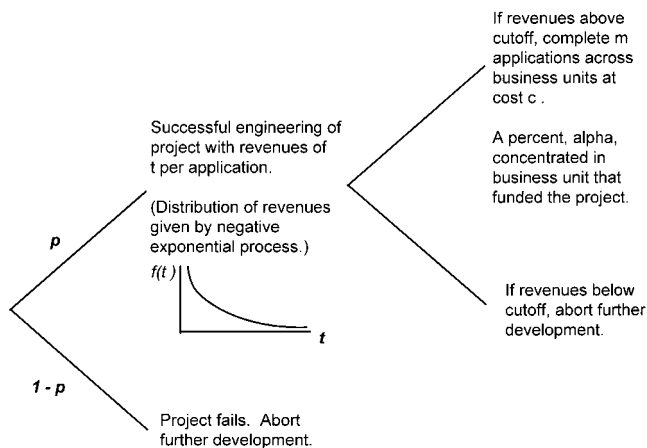 If revenues above
cutoff, complete m
applications across
business units at
cost c .
A percent, alpha,
concentrated in
business unit that
funded the project.
Successful engineering of
project with revenues of
t per application.
(Distribution of revenues
given by negative
exponential process.)
p
f(t )
t
If revenues below
cutoff, abort further
development.
1 - p
Project fails.  Abort
further development.